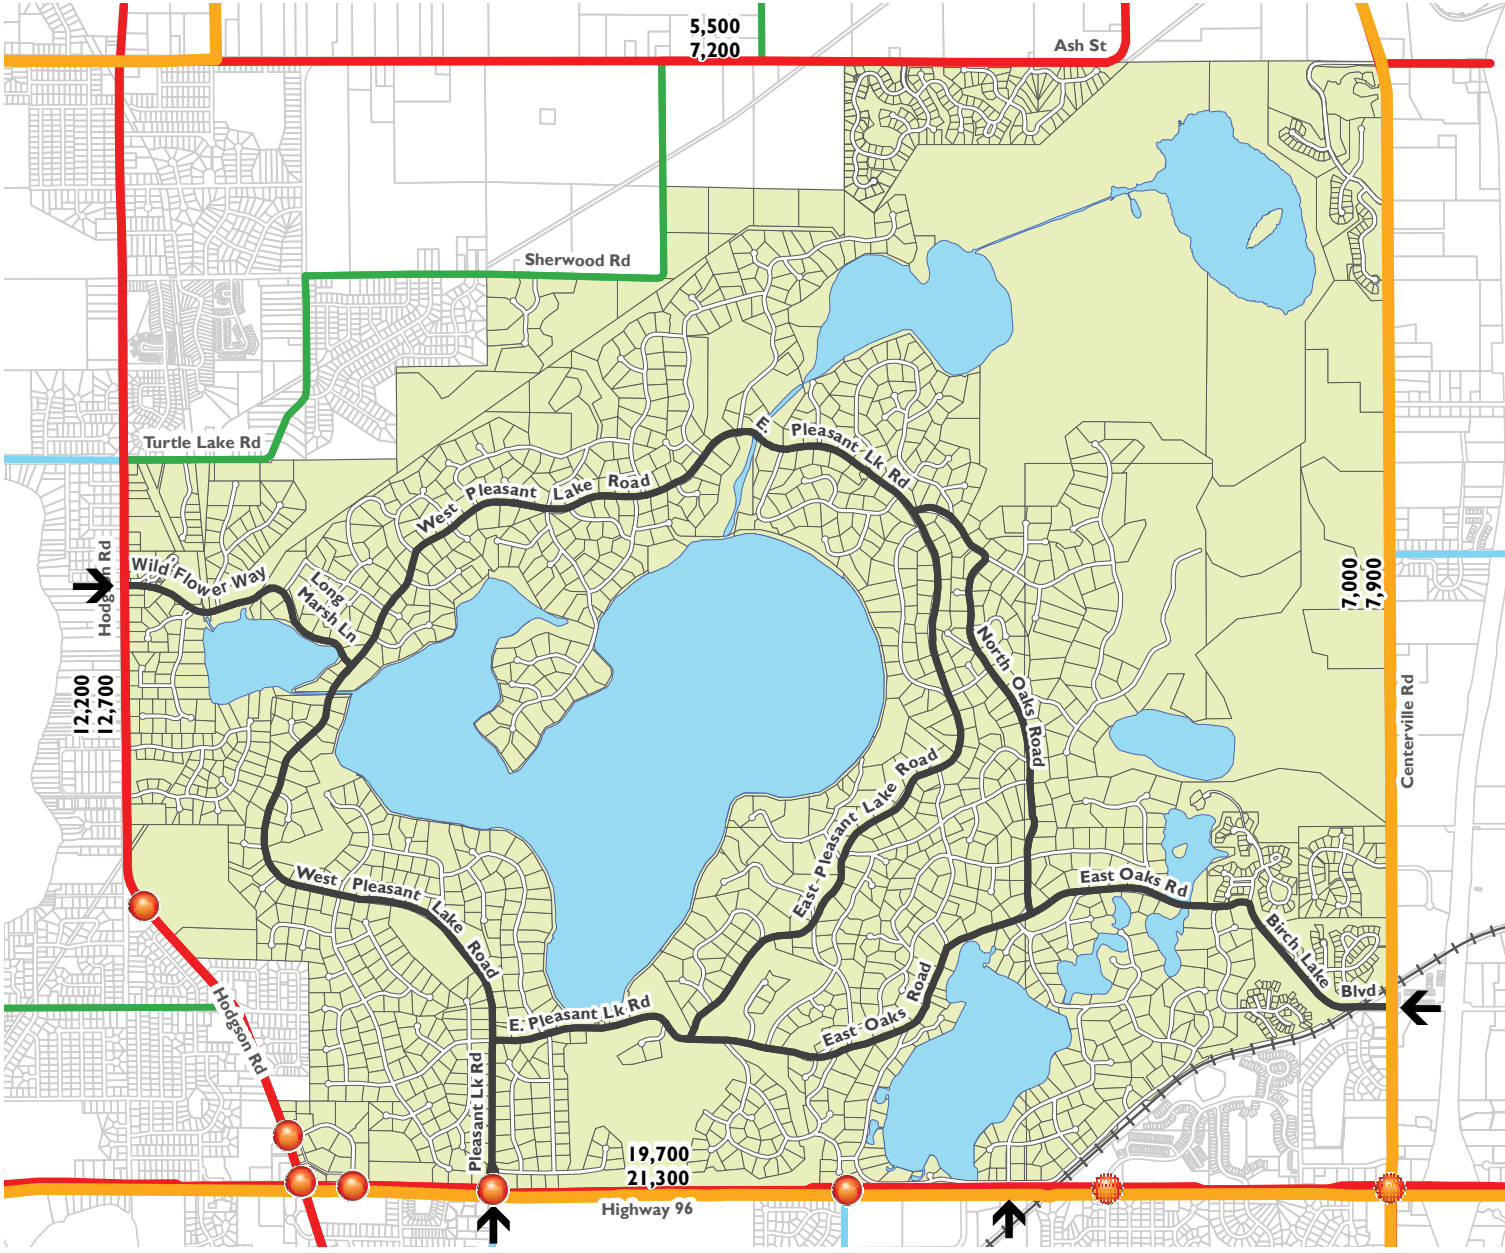 5,500
7,200
Ash St
Sherwood Rd
Turtle Lake Rd
E. Pleasant Lk Rd
West Pleasant Lake Road
Hodgson Rd
Wild Flower Way
Long
Marsh Ln
7,000
7,900
North Oaks Road
12,200
12,700
Centerville Rd
East Pleasant Lake Road
West Pleasant Lake Road
East Oaks Rd
Birch Lake
Blvd
East Oaks Road
E. Pleasant Lk Rd
Hodgson Rd
Pleasant Lk Rd
19,700
21,300
Highway 96